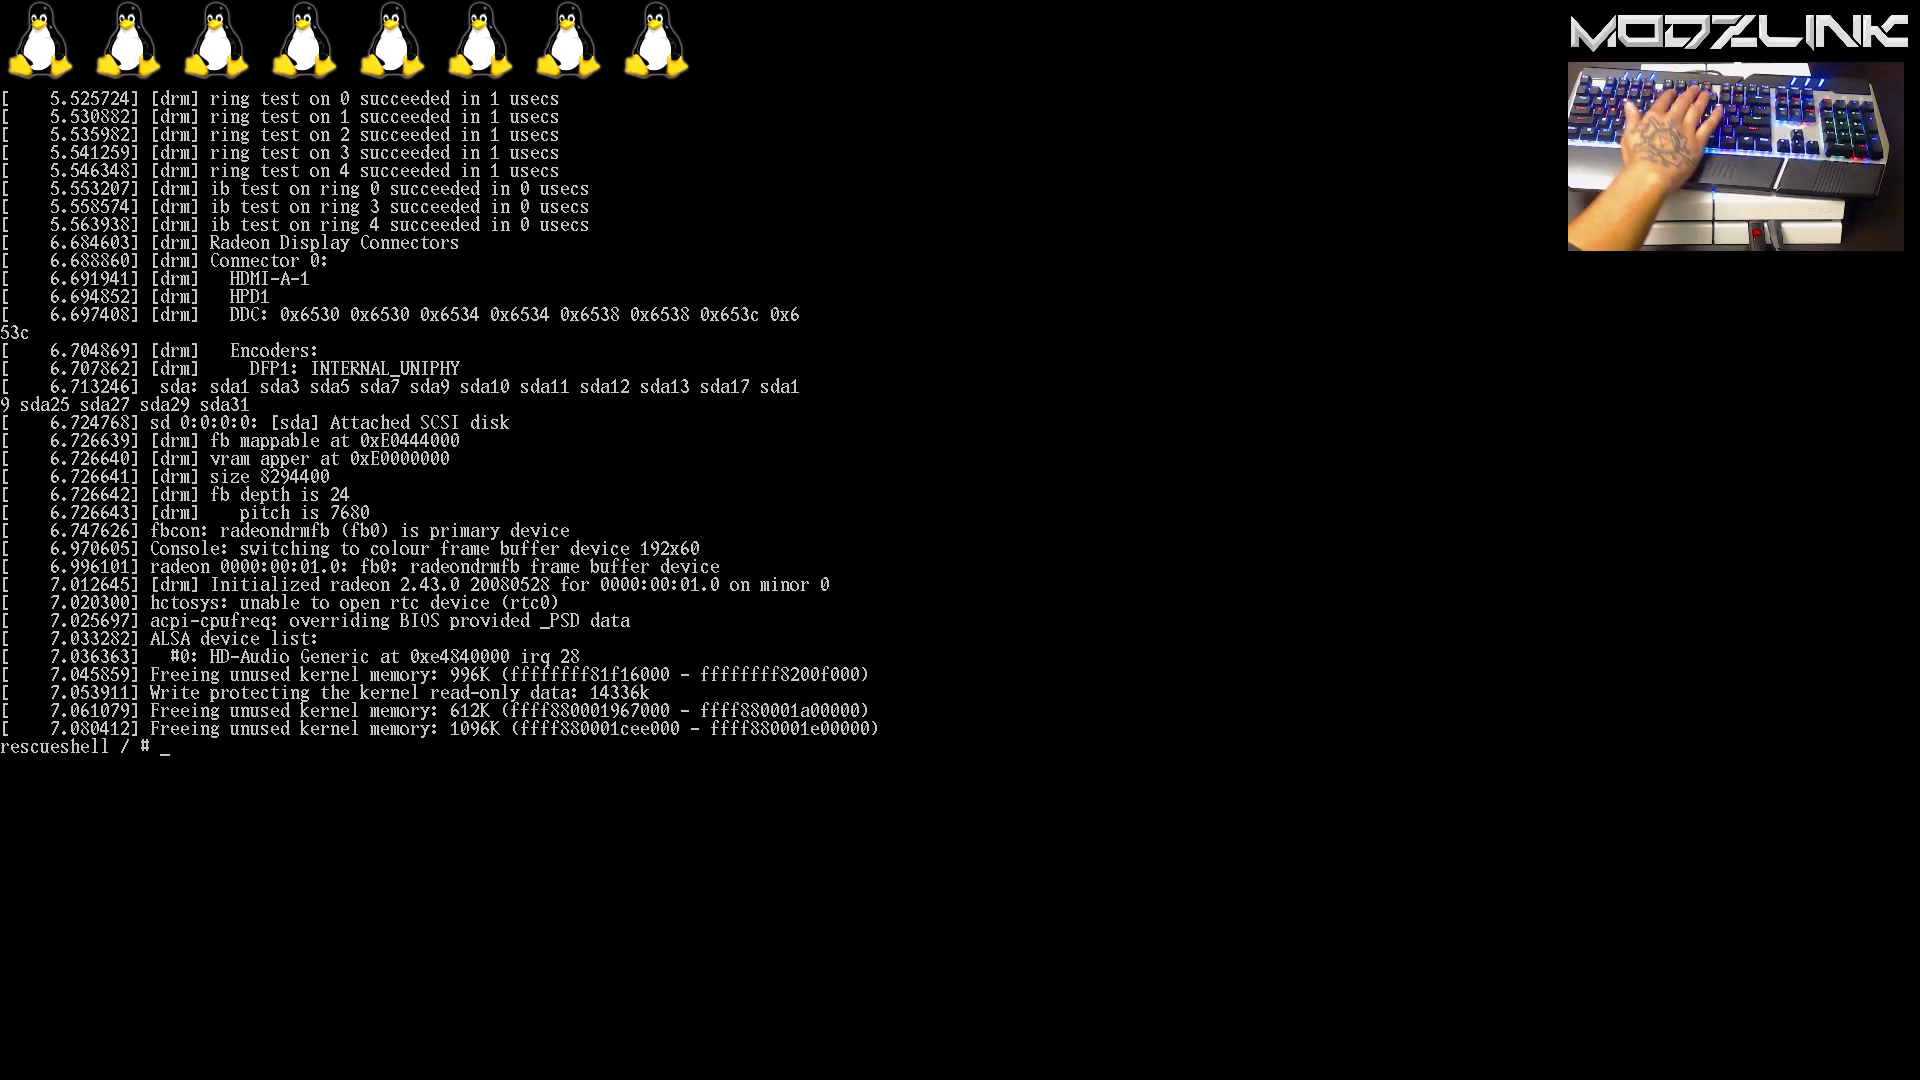 MODZLINK
[    5.525724] [drm] ring test on 0 succeeded in 1 usecs
[    5.530882] [drm] ring test on 1 succeeded in 1 usecs
[    5.535982] [drm] ring test on 2 succeeded in 1 usecs
[    5.541259] [drm] ring test on 3 succeeded in 1 usecs
[    5.546348] [drm] ring test on 4 succeeded in 1 usecs
[    5.553207] [drm] ib test on ring 0 succeeded in 0 usecs
[    5.558574] [drm] ib test on ring 3 succeeded in 0 usecs
[    5.563938] [drm] ib test on ring 4 succeeded in 0 usecs
[    6.684603] [drm] Radeon Display Connectors
[    6.688860] [drm] Connector 0:
[    6.691941] [drm]   HDMI-A-1
[    6.694852] [drm]   HPD1
[    6.697408] [drm]   DDC: 0x6530 0x6530 0x6534 0x6534 0x6538 0x6538 0x653c 0x6
53c
[    6.704869] [drm]   Encoders:
[    6.707862] [drm]     DFP1: INTERNAL_UNIPHY
[    6.713246]  sda: sda1 sda3 sda5 sda7 sda9 sda10 sda11 sda12 sda13 sda17 sda1
9 sda25 sda27 sda29 sda31
[    6.724768] sd 0:0:0:0: [sda] Attached SCSI disk
[    6.726639] [drm] fb mappable at 0xE0444000
[    6.726640] [drm] vram apper at 0xE0000000
[    6.726641] [drm] size 8294400
[    6.726642] [drm] fb depth is 24
[    6.726643] [drm]    pitch is 7680
[    6.747626] fbcon: radeondrmfb (fb0) is primary device
[    6.970605] Console: switching to colour frame buffer device 192x60
[    6.996101] radeon 0000:00:01.0: fb0: radeondrmfb frame buffer device
[    7.012645] [drm] Initialized radeon 2.43.0 20080528 for 0000:00:01.0 on minor 0
[    7.020300] hctosys: unable to open rtc device (rtc0)
[    7.025697] acpi-cpufreq: overriding BIOS provided _PSD data
[    7.033282] ALSA device list:
[    7.036363]   #0: HD-Audio Generic at 0xe4840000 irq 28
[    7.045859] Freeing unused kernel memory: 996K (ffffffff81f16000 - ffffffff8200f000)
[    7.053911] Write protecting the kernel read-only data: 14336k
[    7.061079] Freeing unused kernel memory: 612K (ffff880001967000 - ffff880001a00000)
[    7.080412] Freeing unused kernel memory: 1096K (ffff880001cee000 - ffff880001e00000)
rescueshell / # _